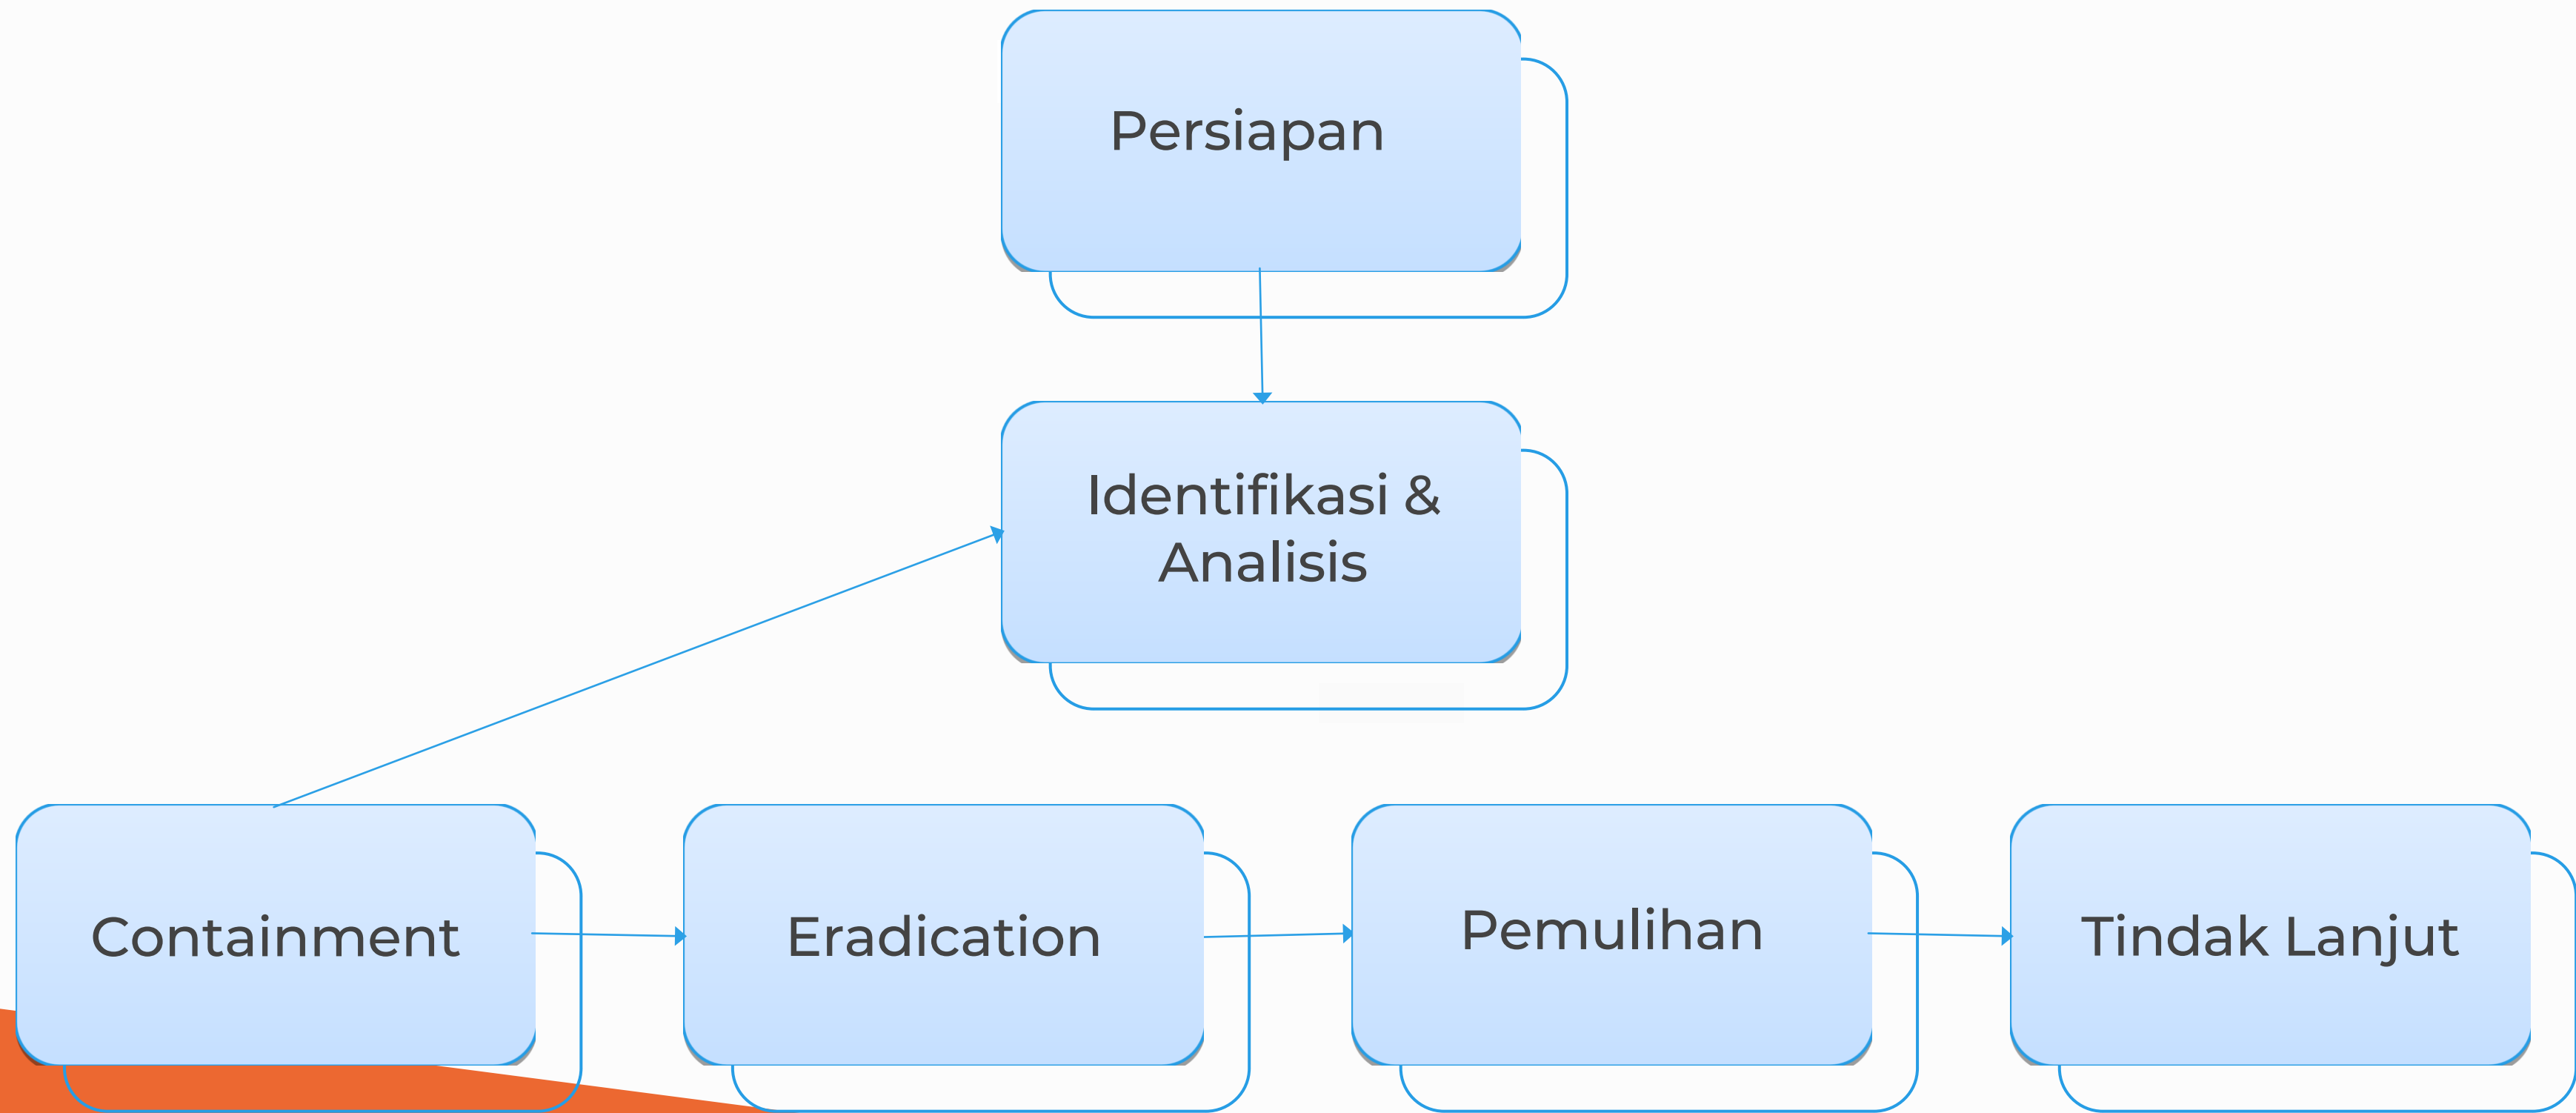 Persiapan
Identifikasi &
Analisis
Containment
Eradication
Pemulihan
Tindak Lanjut